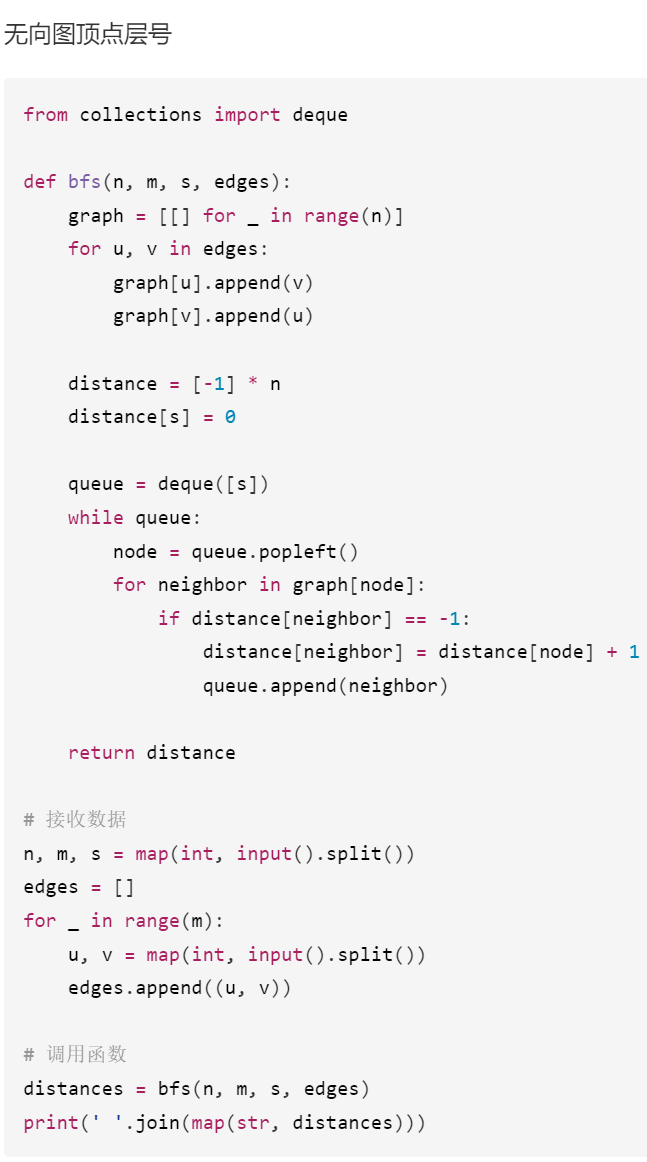 无向图顶点层号
from collections import deque
def bfs(n, m, s, edges):
    graph = [[] for _ in range(n)]
    for u, v in edges:
        graph[u].append(v)
        graph[v].append(u)
    distance = [-1] * n
    distance[s] = 0
    queue = deque([s])
    while queue:
        node = queue.popleft()
        for neighbor in graph[node]:
            if distance[neighbor] == -1:
                distance[neighbor] = distance[node] + 1
                queue.append(neighbor)
    return distance
# 接收数据
n, m, s = map(int, input().split())
edges = []
for _ in range(m):
    u, v = map(int, input().split())
    edges.append((u, v))
# 调用函数
distances = bfs(n, m, s, edges)
print(' '.join(map(str, distances)))